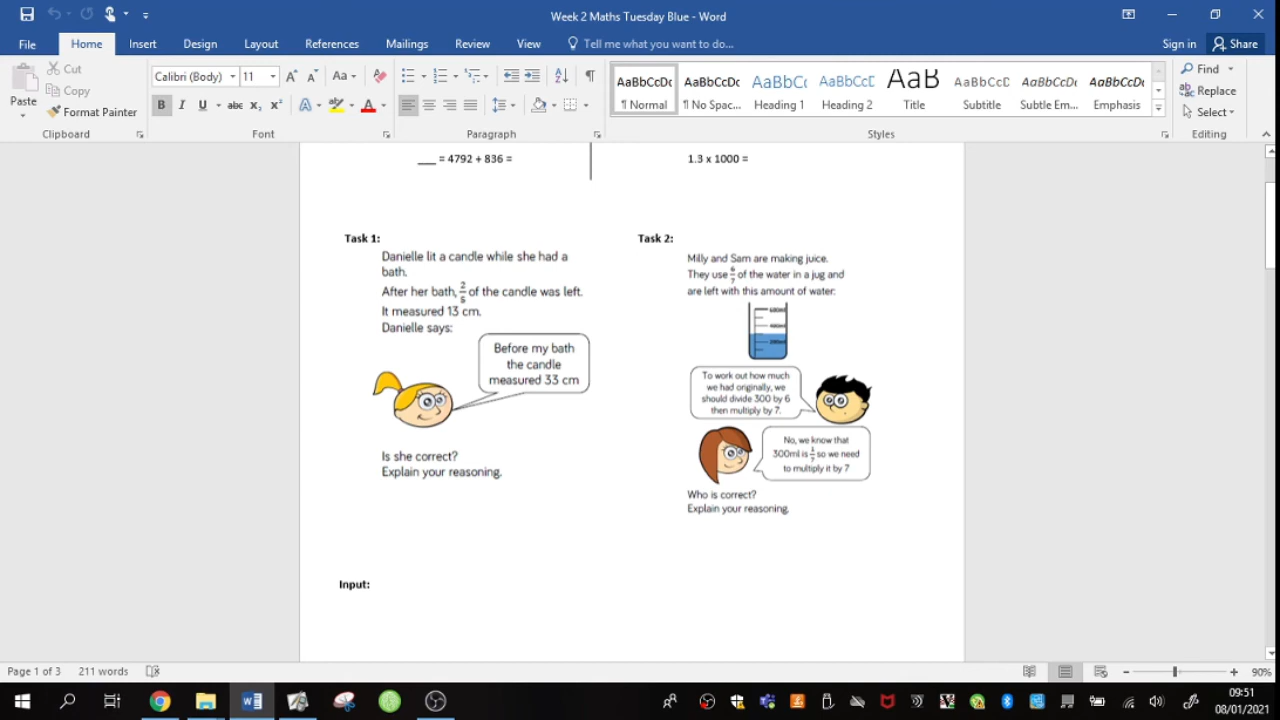 Week 2 Maths Tuesday Blue - Word
File Home Insert Design Layout References Mailings Review View Tell me what you want to do... Sign in Share
Paste
Cut
Copy
Format Painter
Clipboard
Calibri (Body) 11
Font
Paragraph
AaBbCcDc AaBbCcDc AaBbCc AaBbCcD AaB AaBbCcD AaBbCcDc AaBbCcDc
¶ Normal ¶ No Spac... Heading 1 Heading 2 Title Subtitle Subtle Em... Emphasis
Styles
Find
Replace
Select
Editing
___ = 4792 + 836 =
1.3 x 1000 =
Task 1:
Danielle lit a candle while she had a
bath.
After her bath, 2/5 of the candle was left.
It measured 13 cm.
Danielle says:
Before my bath
the candle
measured 33 cm
Is she correct?
Explain your reasoning.
Task 2:
Milly and Sam are making juice.
They use 6/7 of the water in a jug and
are left with this amount of water:
600ml
400ml
200ml
To work out how much
we had originally, we
should divide 300 by 6
then multiply by 7.
No, we know that
300ml is 1/7 so we need
to multiply it by 7
Who is correct?
Explain your reasoning.
Input:
Page 1 of 3 211 words 90%
09:51
08/01/2021